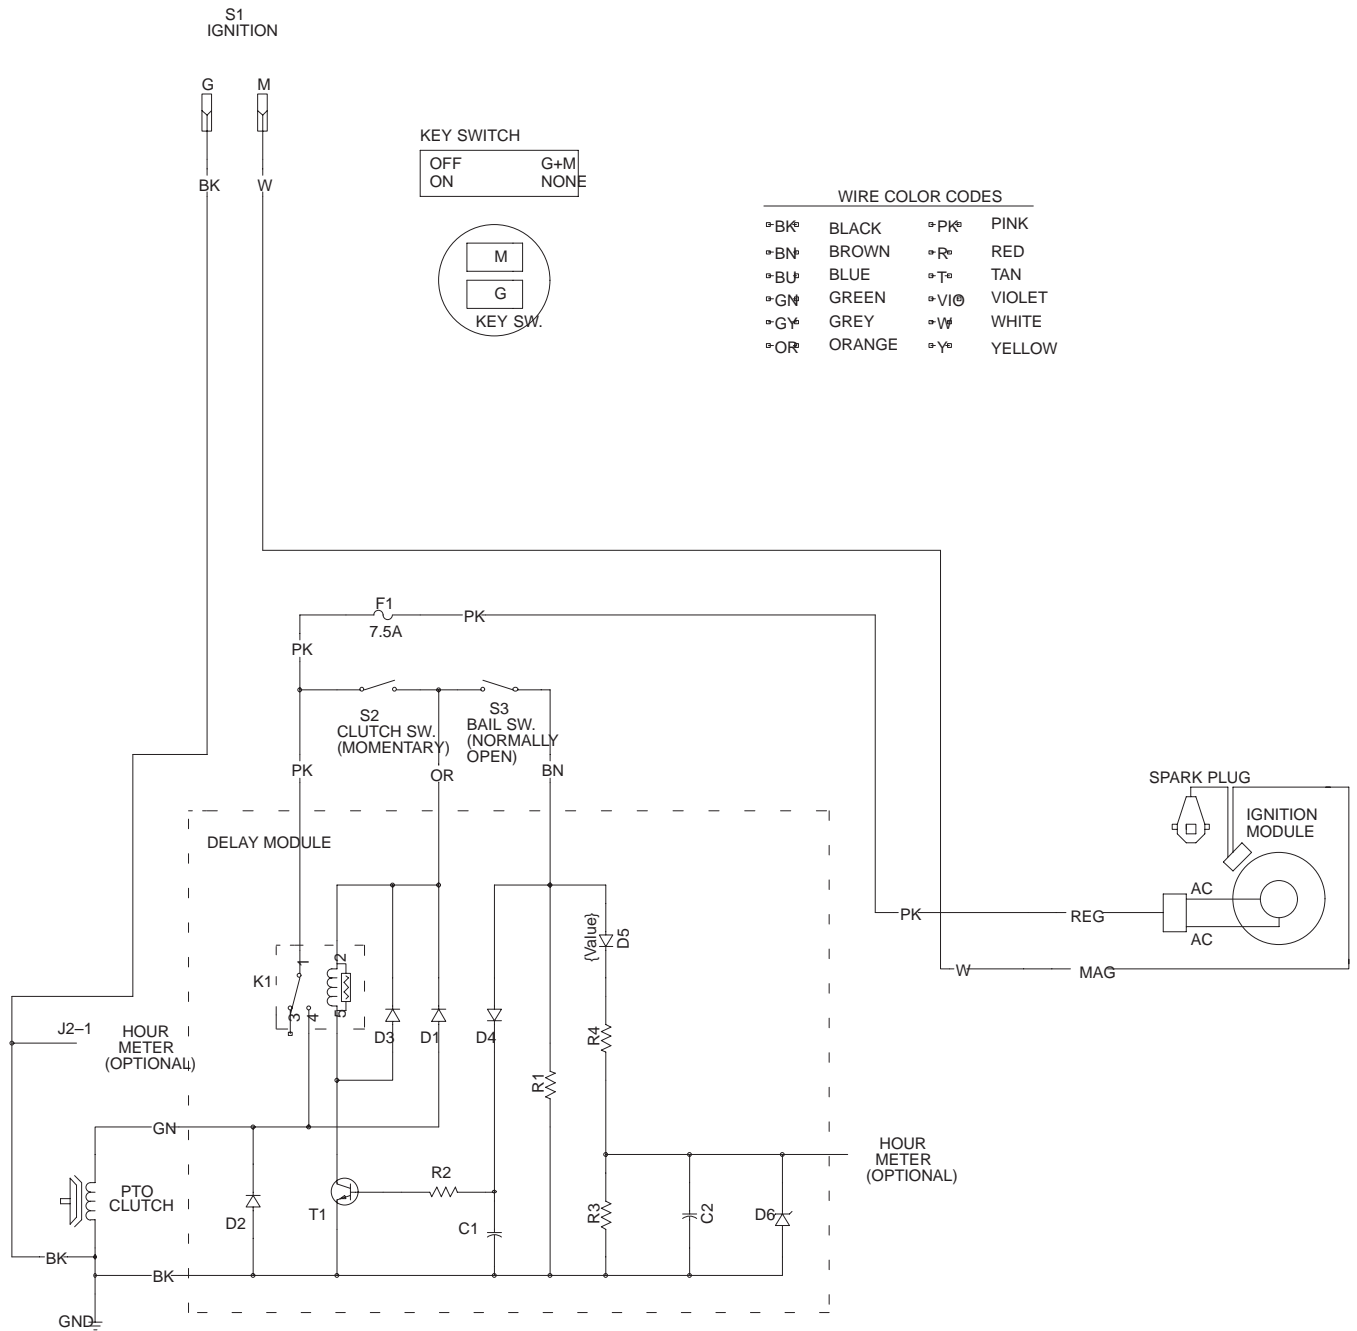 S1
IGNITION
G
M
BK
W
KEY SWITCH
OFF G+M
ON NONE
M
G
KEY SW.
WIRE COLOR CODES
BK BLACK PK PINK
BN BROWN R RED
BU BLUE T TAN
GN GREEN VIO VIOLET
GY GREY W WHITE
OR ORANGE Y YELLOW
F1
7.5A
PK
PK
S2
CLUTCH SW.
(MOMENTARY)
S3
BAIL SW.
(NORMALLY
OPEN)
PK
OR
BN
SPARK PLUG
IGNITION
MODULE
DELAY MODULE
AC
AC
PK
REG
W
MAG
{Value}
D5
K1
1
2
3
4
5
D3
D1
D4
R4
R1
J2–1
HOUR
METER
(OPTIONAL)
GN
HOUR
METER
(OPTIONAL)
PTO
CLUTCH
D2
T1
R2
C1
R3
C2
D6
BK
BK
GND